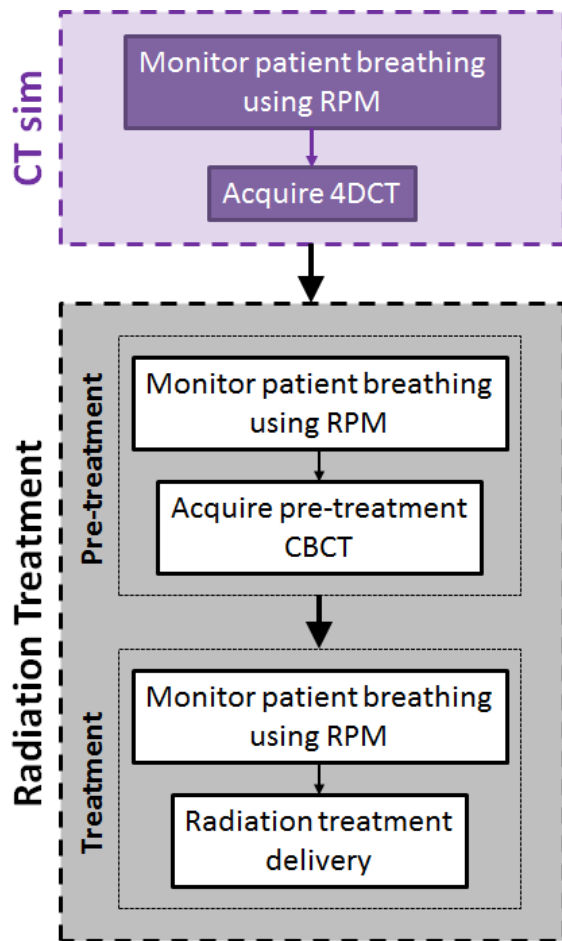 CT sim
Monitor patient breathing
using RPM
Acquire 4DCT
Radiation Treatment
Pre-treatment
Monitor patient breathing
using RPM
Acquire pre-treatment
CBCT
Treatment
Monitor patient breathing
using RPM
Radiation treatment
delivery